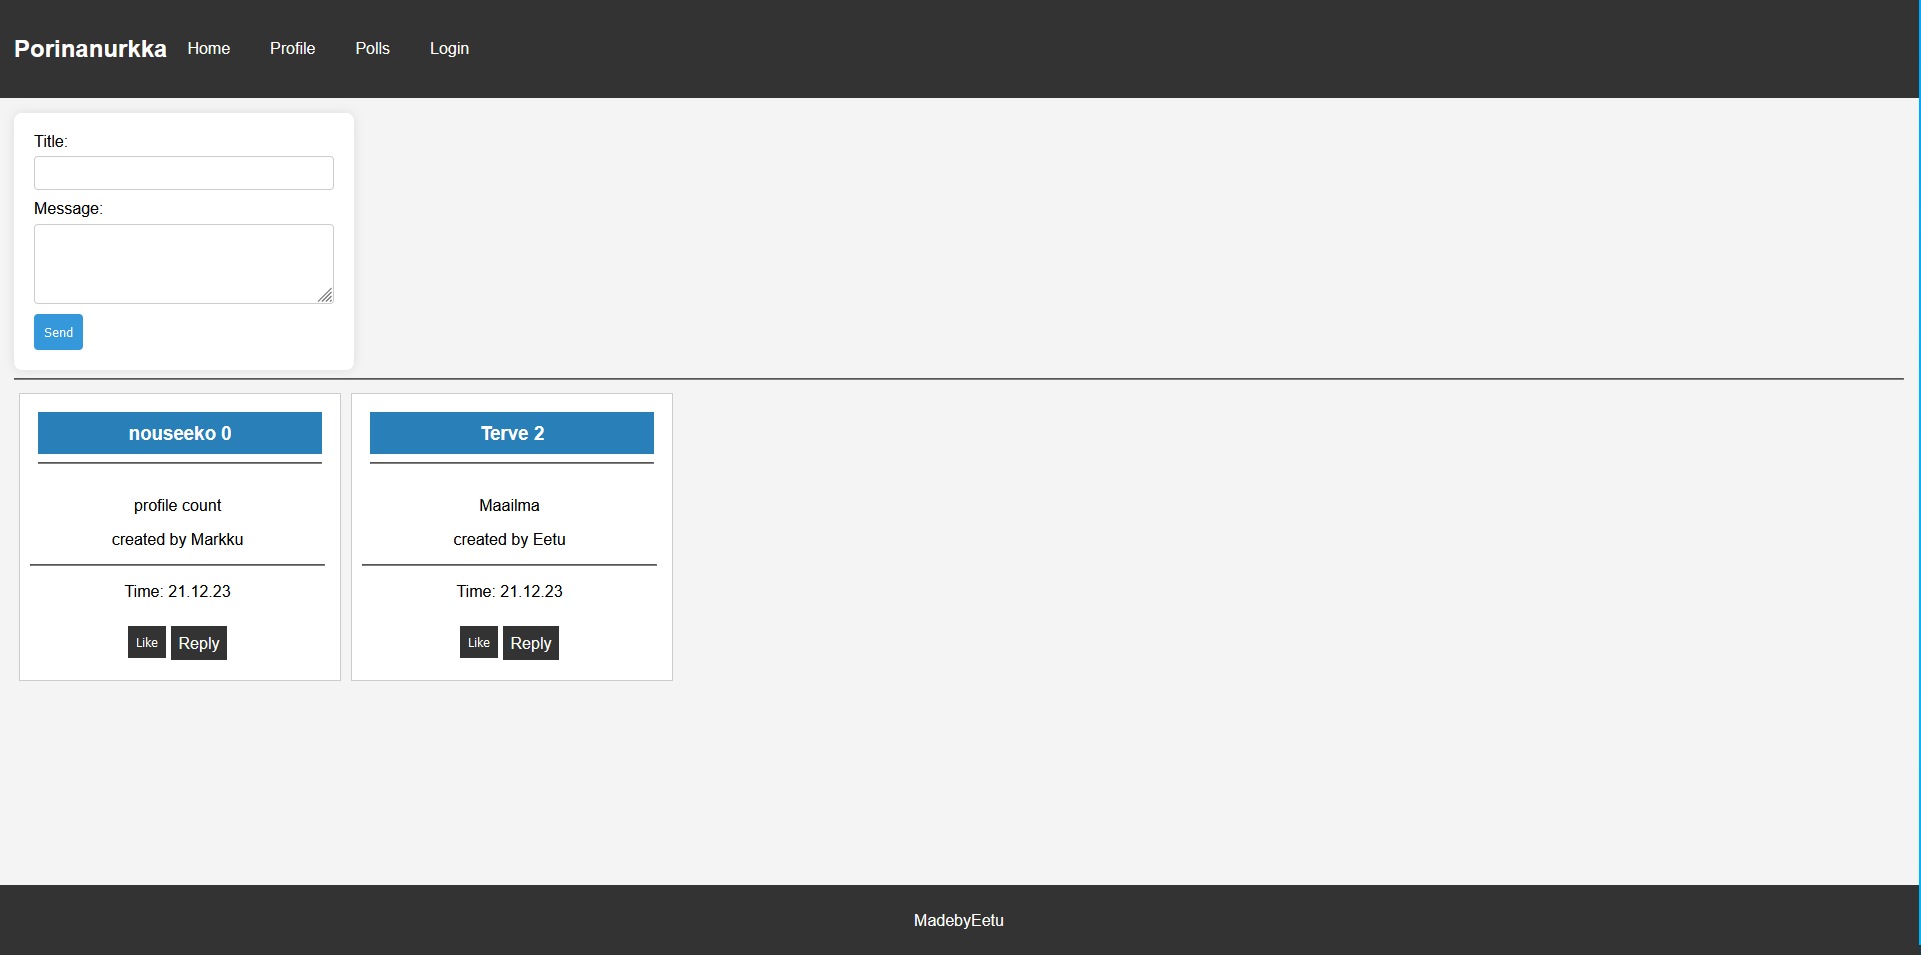 Porinanurkka Home Profile Polls Login
Title:
Message:
Send
nouseeko 0
profile count
created by Markku
Time: 21.12.23
Like Reply
Terve 2
Maailma
created by Eetu
Time: 21.12.23
Like Reply
MadebyEetu